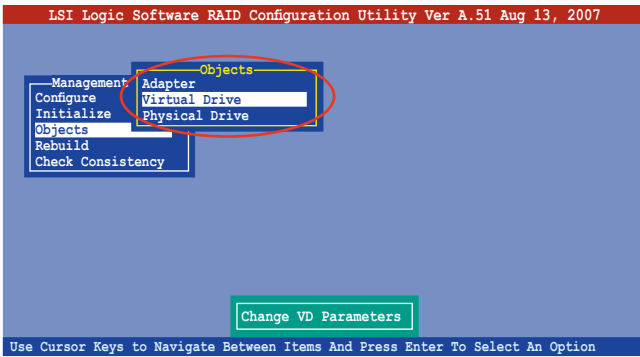 LSI Logic Software RAID Configuration Utility Ver A.51 Aug 13, 2007
Management
Configure
Initialize
Objects
Rebuild
Check Consistency
Objects
Adapter
Virtual Drive
Physical Drive
Change VD Parameters
Use Cursor Keys to Navigate Between Items And Press Enter To Select An Option